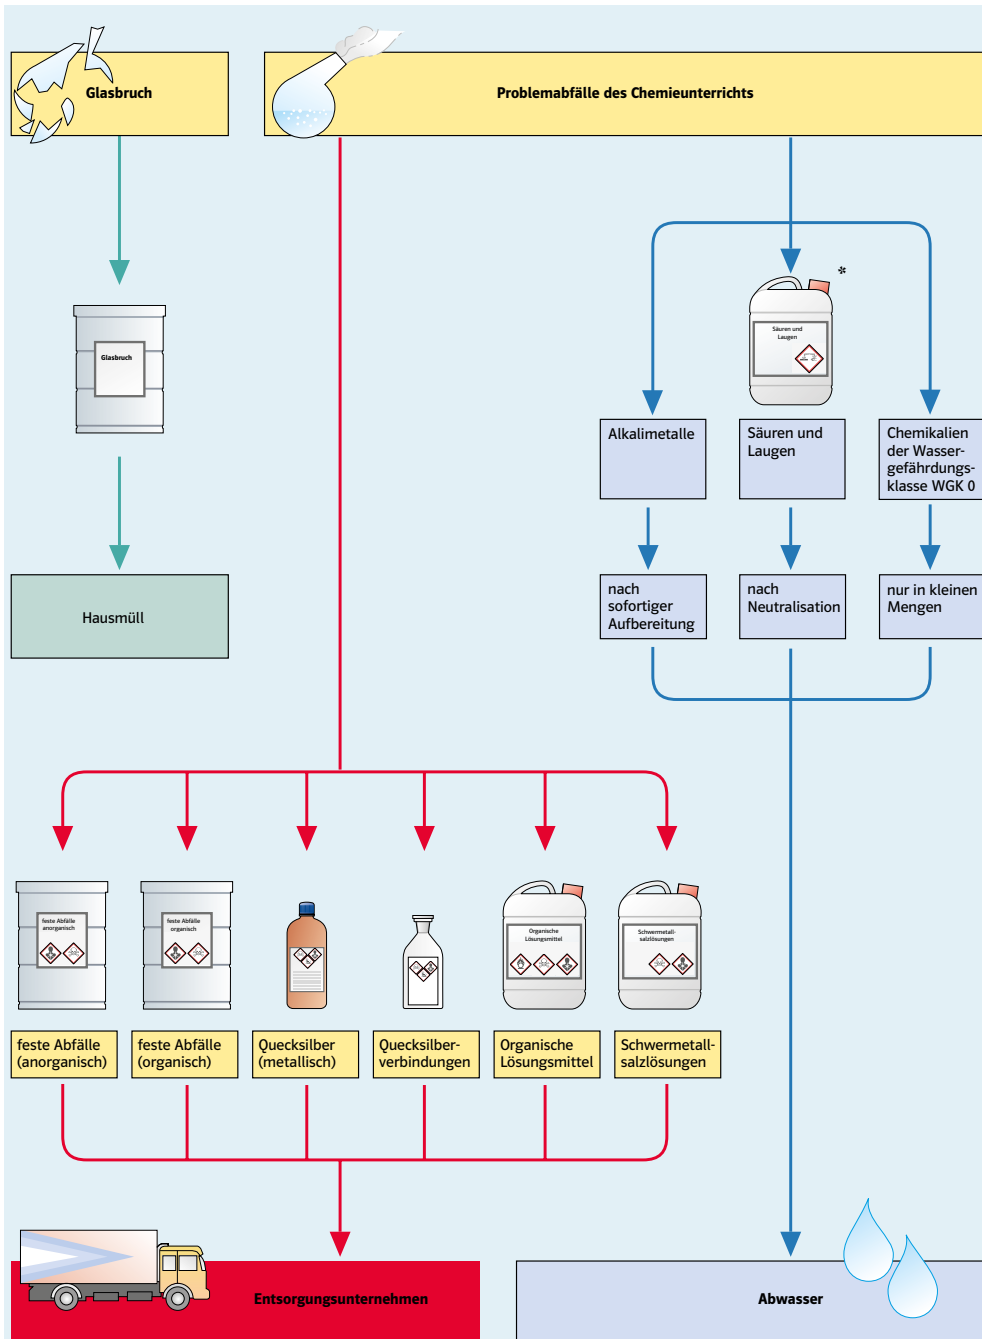 Glasbruch
Problemabfälle des Chemieunterrichts
*
Säuren und
Laugen
Glasbruch
Alkalimetalle
Säuren und
Laugen
Chemikalien
der Wasser-
gefährdungs-
klasse WGK 0
Hausmüll
nach
sofortiger
Aufbereitung
nach
Neutralisation
nur in kleinen
Mengen
feste Abfälle
anorganisch
feste Abfälle
organisch
Organische
Lösungsmittel
Schwermetall-
salzlösungen
feste Abfälle
(anorganisch)
feste Abfälle
(organisch)
Quecksilber
(metallisch)
Quecksilber-
verbindungen
Organische
Lösungsmittel
Schwermetall-
salzlösungen
Entsorgungsunternehmen
Abwasser